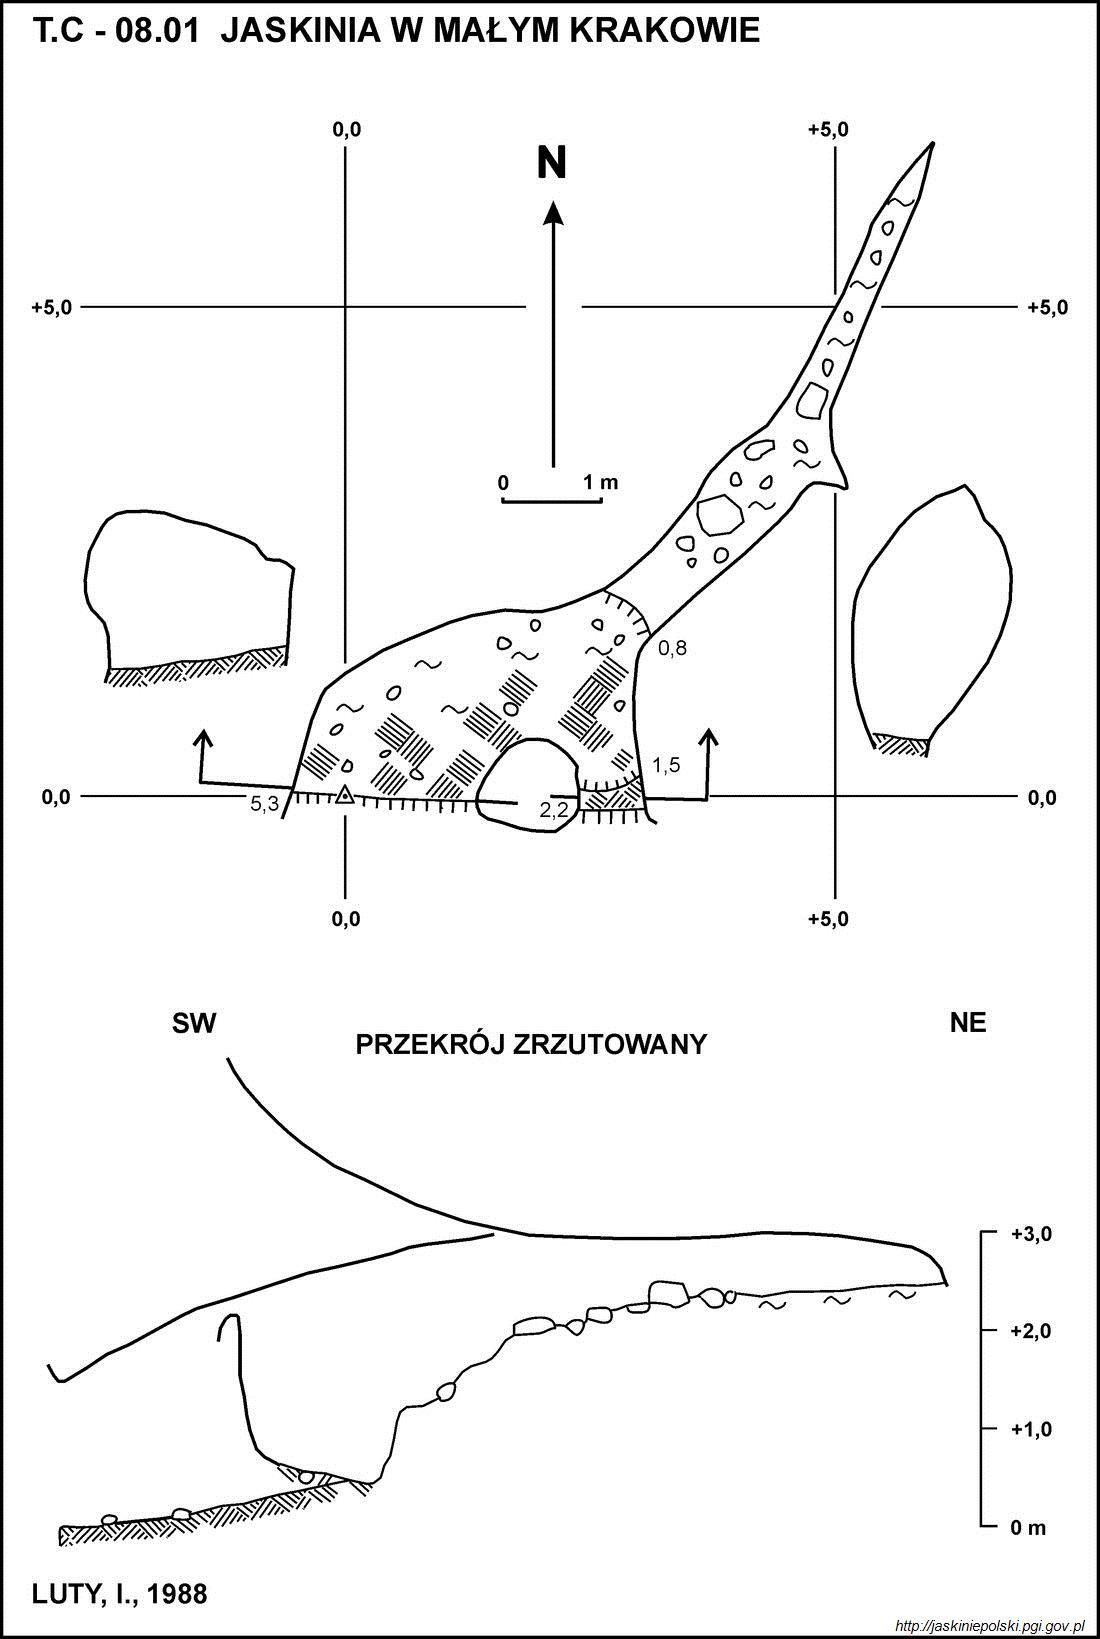 T.C - 08.01 JASKINIA W MAŁYM KRAKOWIE
0,0
+5,0
N
+5,0
+5,0
0 1 m
0,8
1,5
5,3
2,2
0,0
0,0
0,0
+5,0
SW
NE
PRZEKRÓJ ZRZUTOWANY
+3,0
+2,0
+1,0
0 m
LUTY, I., 1988
http://jaskiniepolski.pgi.gov.pl